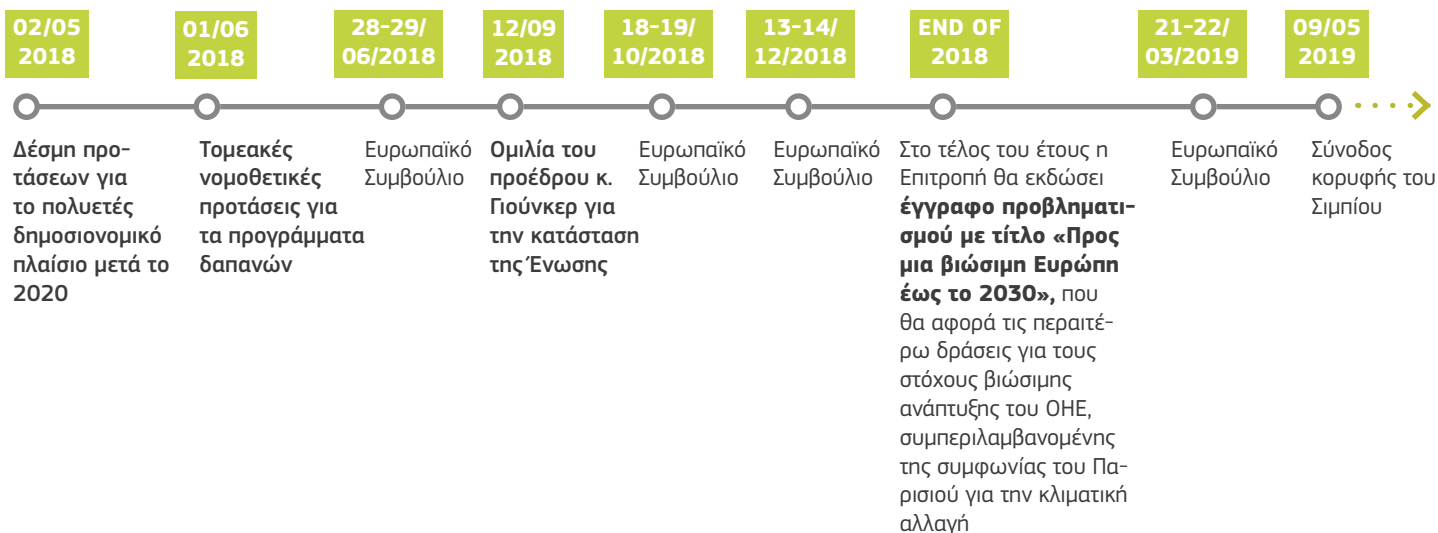 02/05
2018
01/06
2018
28-29/
06/2018
12/09
2018
18-19/
10/2018
13-14/
12/2018
END OF
2018
21-22/
03/2019
09/05
2019
Δέσμη προ-
τάσεων για
το πολυετές
δημοσιονομικό
πλαίσιο μετά το
2020
Τομεακές
νομοθετικές
προτάσεις για
τα προγράμματα
δαπανών
Ευρωπαϊκό
Συμβούλιο
Ομιλία του
προέδρου κ.
Γιούνκερ για
την κατάσταση
της Ένωσης
Ευρωπαϊκό
Συμβούλιο
Ευρωπαϊκό
Συμβούλιο
Στο τέλος του έτους η
Επιτροπή θα εκδώσει
έγγραφο προβληματι-
σμού με τίτλο «Προς
μια βιώσιμη Ευρώπη
έως το 2030», που
θα αφορά τις περαιτέ-
ρω δράσεις για τους
στόχους βιώσιμης
ανάπτυξης του ΟΗΕ,
συμπεριλαμβανομένης
της συμφωνίας του Πα-
ρισιού για την κλιματική
αλλαγή
Ευρωπαϊκό
Συμβούλιο
Σύνοδος
κορυφής του
Σιμπίου